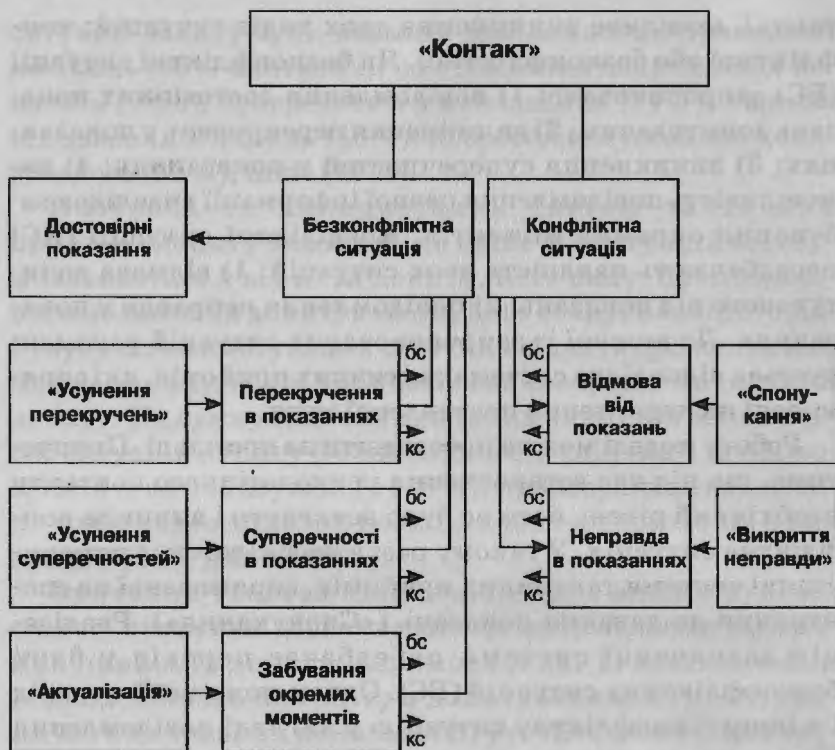 «Контакт»
Достовірні
показання
Безконфліктна
ситуація
Конфліктна
ситуація
«Усунення
перекручень»
Перекручення
в показаннях
бс
кс
бс
кс
Відмова
від
показань
«Спону-
кання»
«Усунення
суперечностей»
Суперечності
в показаннях
бс
кс
бс
кс
Неправда
в показаннях
«Викриття
неправди»
«Актуалізація»
Забування
окремих
моментів
бс
кс